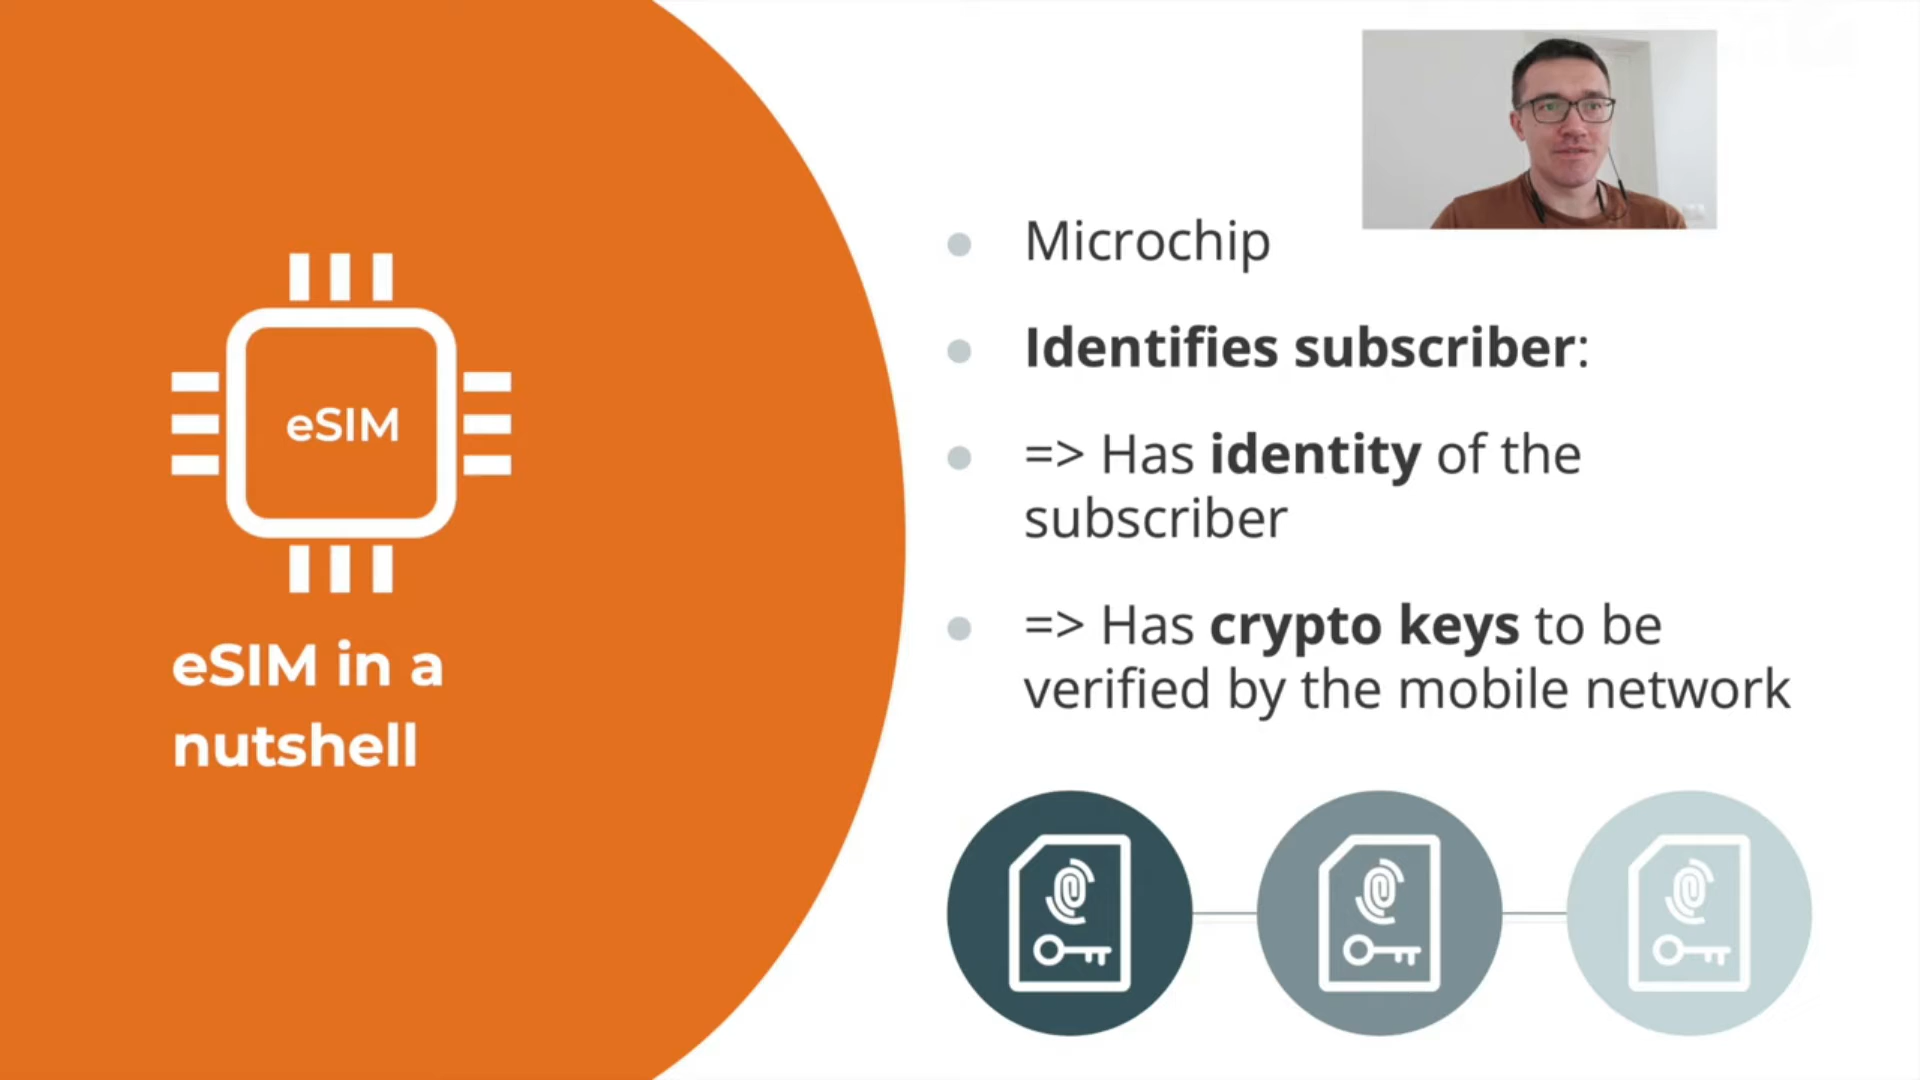 eSIM
eSIM in a
nutshell
Microchip
Identifies subscriber:
=> Has identity of the
subscriber
=> Has crypto keys to be
verified by the mobile network